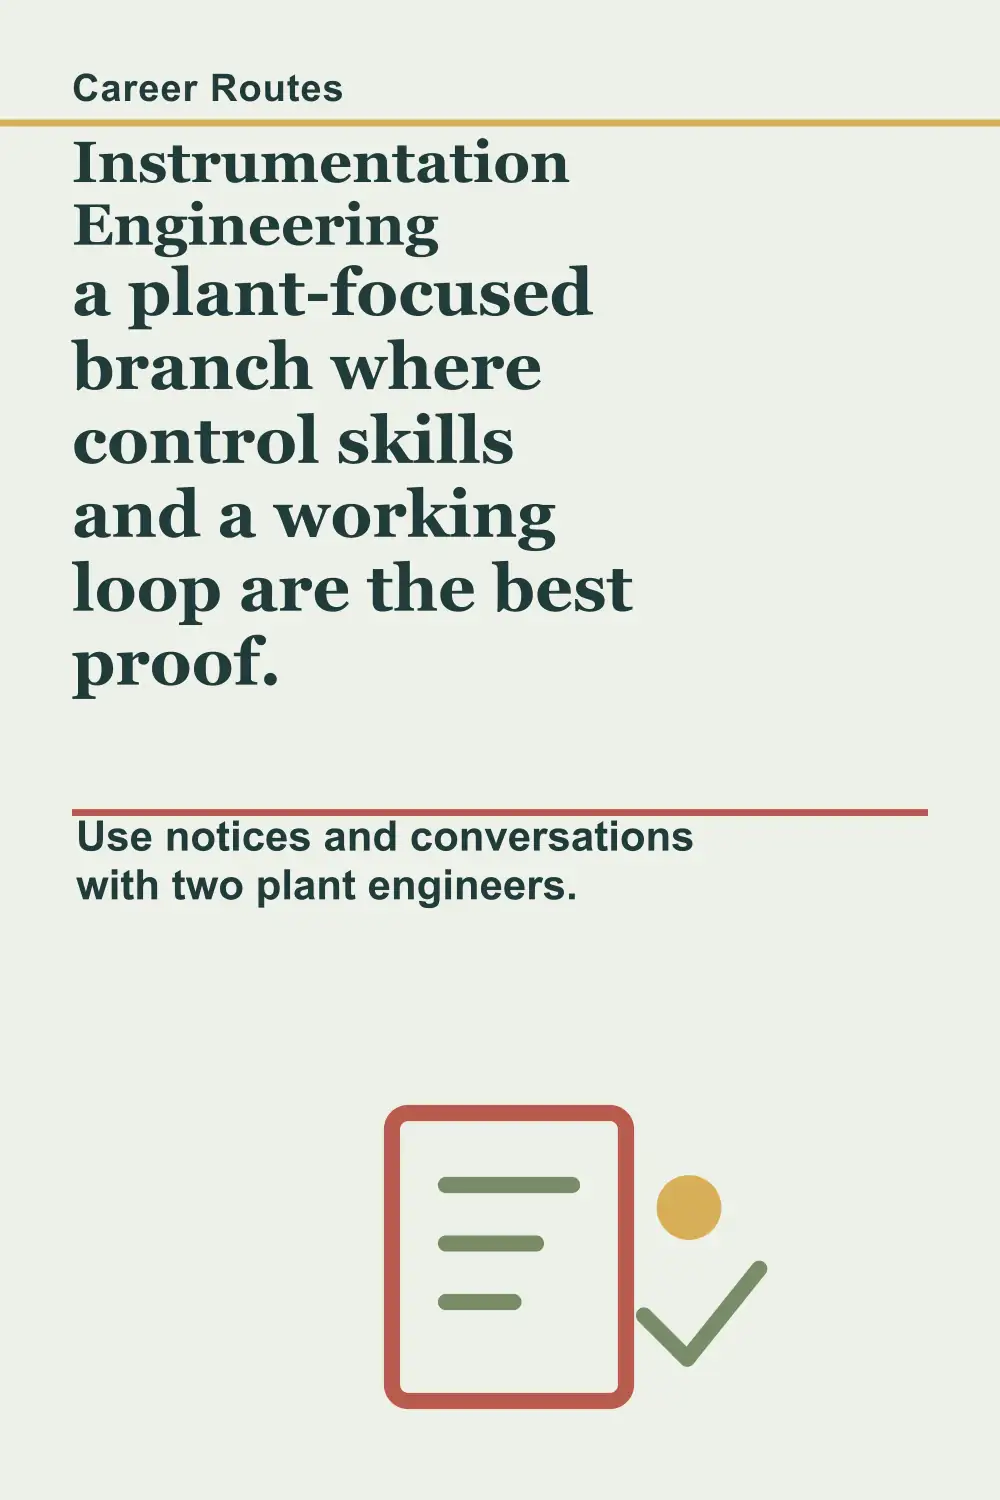 Career Routes
Instrumentation
Engineering
a plant-focused
branch where
control skills
and a working
loop are the best
proof.
Use notices and conversations
with two plant engineers.